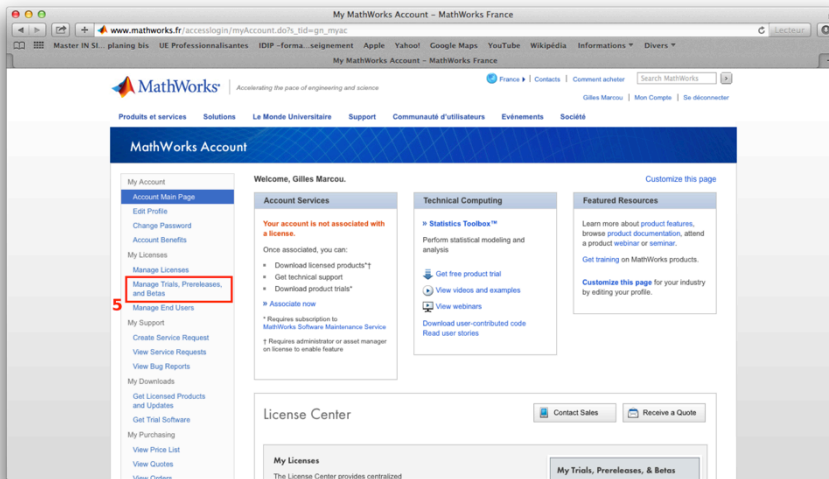 My MathWorks Account – MathWorks France
www.mathworks.fr/accesslogin/myAccount.do?s_tid=gn_myac
Lecteur
Master IN SI... planing bis UE Professionnalisantes IDIP –forma...seignement Apple Yahoo! Google Maps YouTube Wikipédia Informations Divers
My MathWorks Account – MathWorks France
MathWorks®
Accelerating the pace of engineering and science
France | Contacts | Comment acheter
Search MathWorks
Gilles Marcou | Mon Compte | Se déconnecter
Produits et services Solutions Le Monde Universitaire Support Communauté d'utilisateurs Evénements Société
MathWorks Account
My Account
Account Main Page
Edit Profile
Change Password
Account Benefits
My Licenses
Manage Licenses
Manage Trials, Prereleases,
and Betas
5
Manage End Users
My Support
Create Service Request
View Service Requests
View Bug Reports
My Downloads
Get Licensed Products
and Updates
Get Trial Software
My Purchasing
View Price List
View Quotes
View Orders
Welcome, Gilles Marcou.
Customize this page
Account Services
Your account is not associated with
a license.
Once associated, you can:
Download licensed products*†
Get technical support
Download product trials*
» Associate now
* Requires subscription to
MathWorks Software Maintenance Service
† Requires administrator or asset manager
on license to enable feature
Technical Computing
» Statistics Toolbox™
Perform statistical modeling and
analysis
Get free product trial
View videos and examples
View webinars
Download user-contributed code
Read user stories
Featured Resources
Learn more about product features,
browse product documentation, attend
a product webinar or seminar.
Get training on MathWorks products.
Customize this page for your industry
by editing your profile.
License Center
Contact Sales
Receive a Quote
My Licenses
The License Center provides centralized
My Trials, Prereleases, & Betas